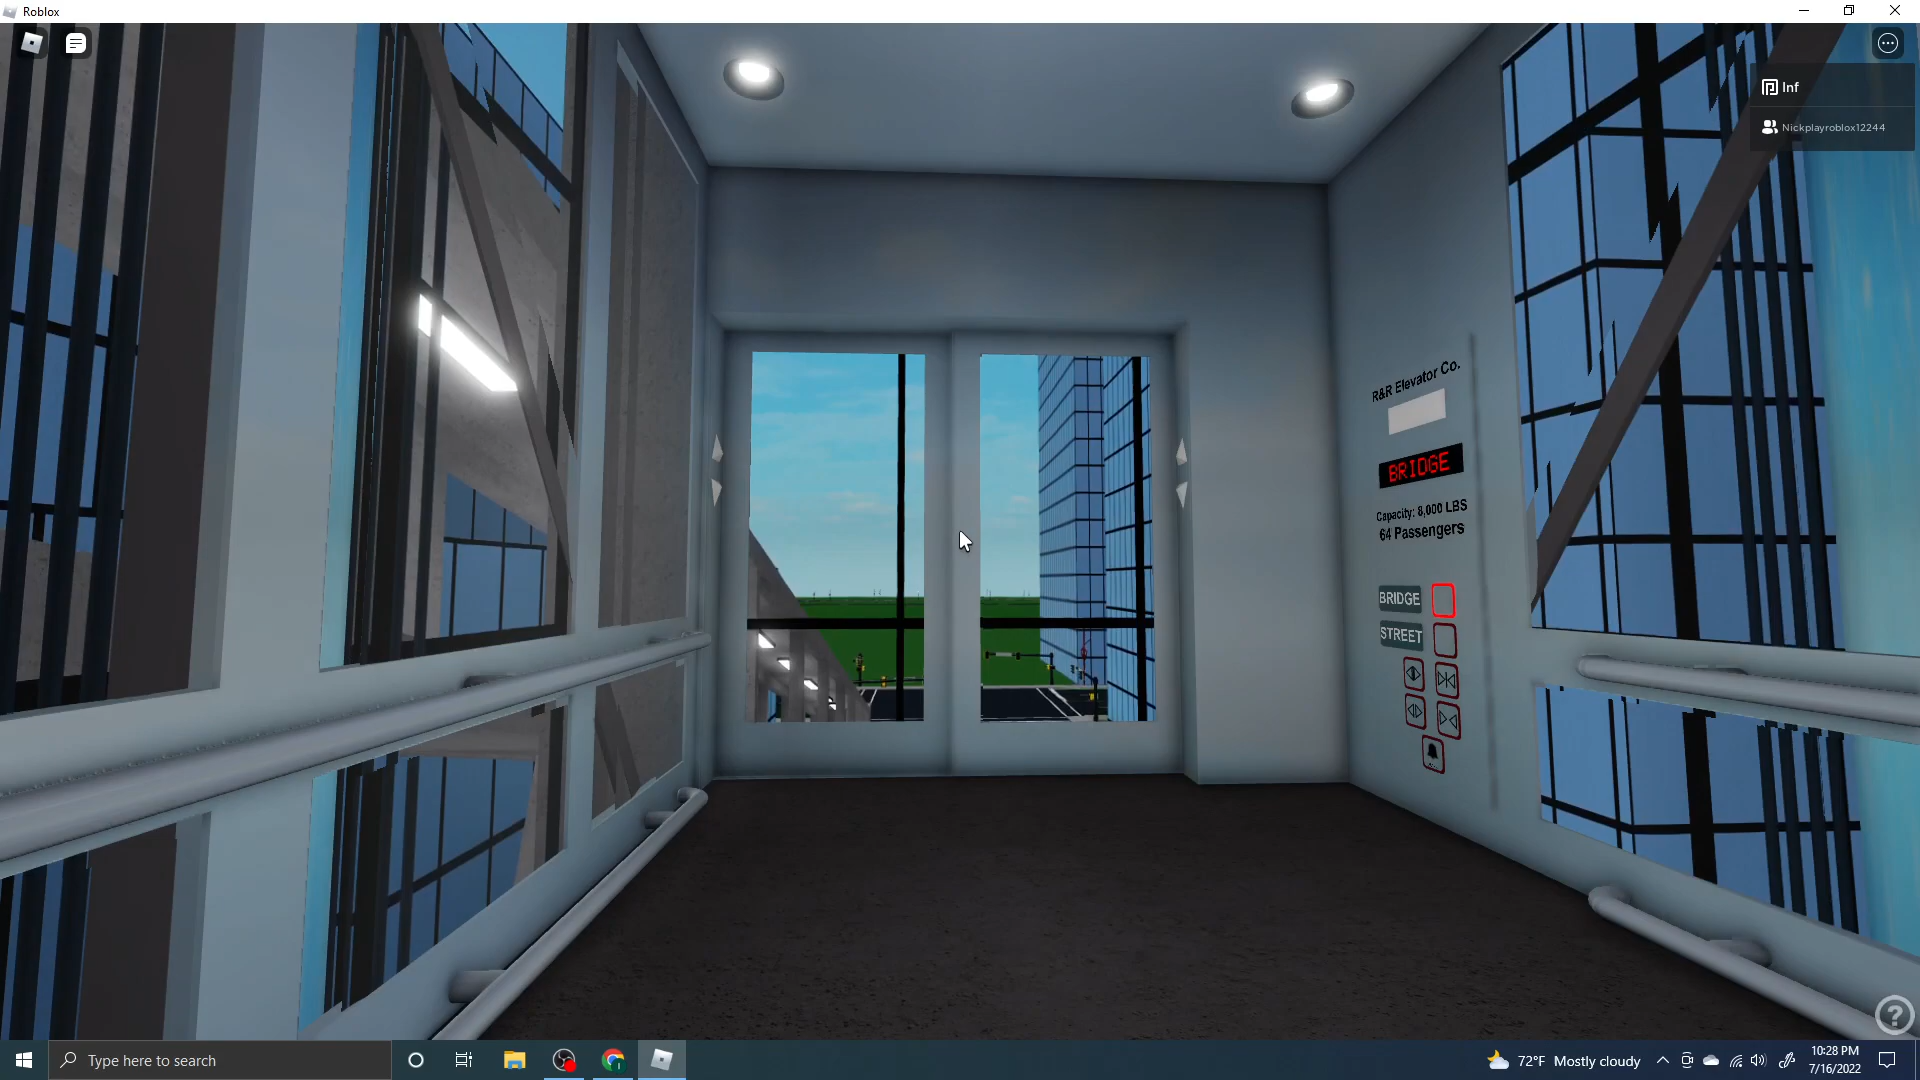 Roblox
Inf
Nickplayroblox12244
R&R Elevator Co.
BRIDGE
Capacity: 8,000 LBS
64 Passengers
BRIDGE
STREET
?
Type here to search
72°F Mostly cloudy
10:28 PM
7/16/2022